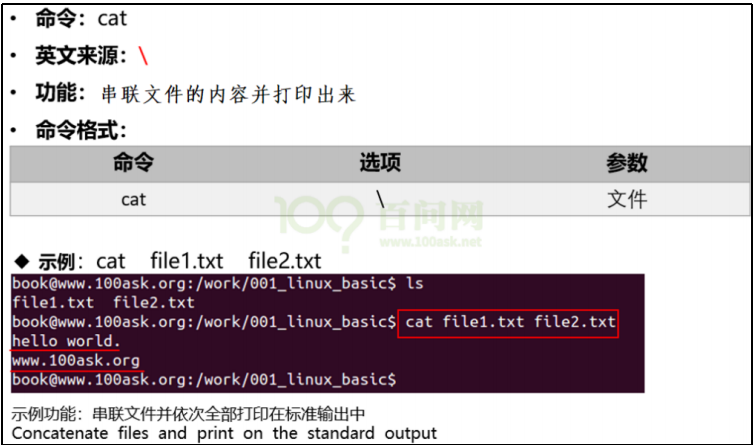 • 命令：cat
• 英文来源：\
• 功能：串联文件的内容并打印出来
• 命令格式：
命令 选项 参数
cat \ 文件
100 百问网
www.100ask.net
◆ 示例：cat file1.txt file2.txt
book@www.100ask.org:/work/001_linux_basic$ ls
file1.txt file2.txt
book@www.100ask.org:/work/001_linux_basic$ cat file1.txt file2.txt
hello world.
www.100ask.org
book@www.100ask.org:/work/001_linux_basic$
示例功能：串联文件并依次全部打印在标准输出中
Concatenate files and print on the standard output